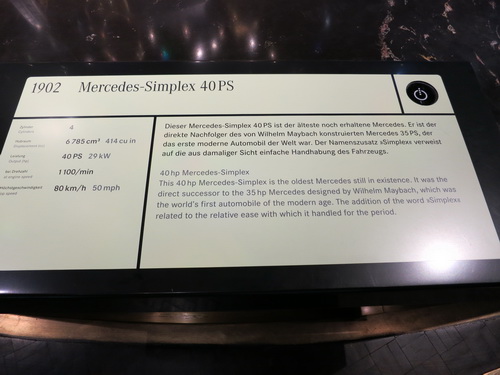 1902 Mercedes-Simplex 40 PS
4
6 785 cm³ 414 cu in
Leistung
40 PS 29 kW
1 100/min
80 km/h 50 mph
Dieser Mercedes-Simplex 40 PS ist der älteste noch erhaltene Mercedes. Er ist der
direkte Nachfolger des von Wilhelm Maybach konstruierten Mercedes 35 PS, der
das erste moderne Automobil der Welt war. Der Namenszusatz »Simplex« verweist
auf die aus damaliger Sicht einfache Handhabung des Fahrzeugs.
40 hp Mercedes-Simplex
This 40 hp Mercedes-Simplex is the oldest Mercedes still in existence. It was the
direct successor to the 35 hp Mercedes designed by Wilhelm Maybach, which was
the world's first automobile of the modern age. The addition of the word »Simplex«
related to the relative ease with which it handled for the period.